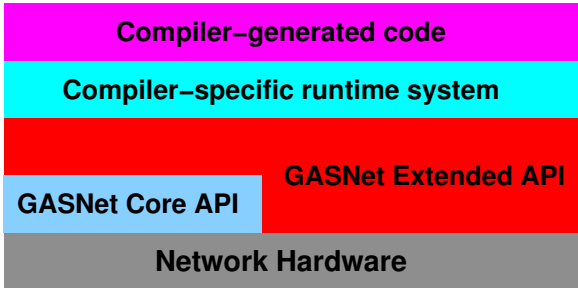 Compiler−generated code
Compiler−specific runtime system
GASNet Extended API
GASNet Core API
Network Hardware